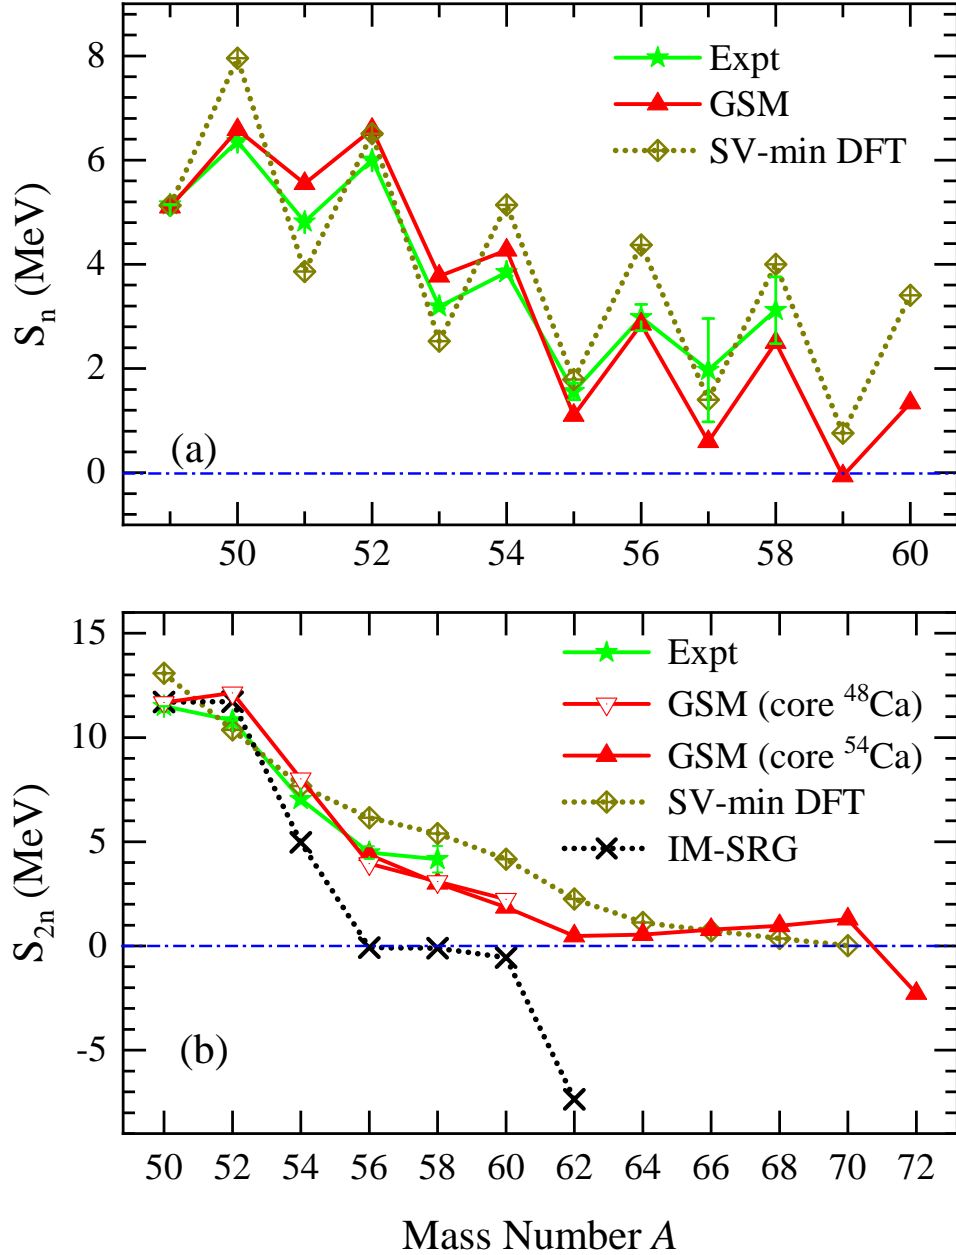 8
6
4
2
0
S_n (MeV)
Expt
GSM
SV-min DFT
(a)
50 52 54 56 58 60
15
10
5
0
-5
S_2n (MeV)
Expt
GSM (core ⁴⁸Ca)
GSM (core ⁵⁴Ca)
SV-min DFT
IM-SRG
(b)
50 52 54 56 58 60 62 64 66 68 70 72
Mass Number A